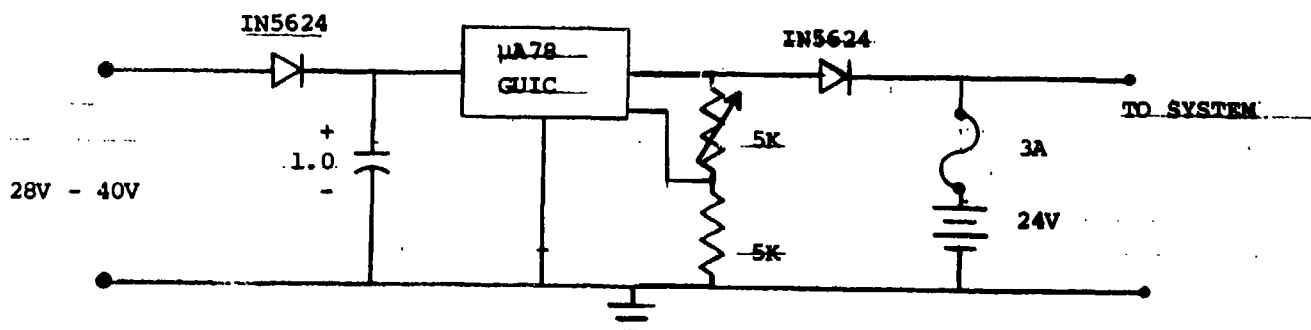 IN5624
IN5624
µA78
GUIC
TO SYSTEM
5K
3A
+
1.0
-
28V - 40V
24V
5K